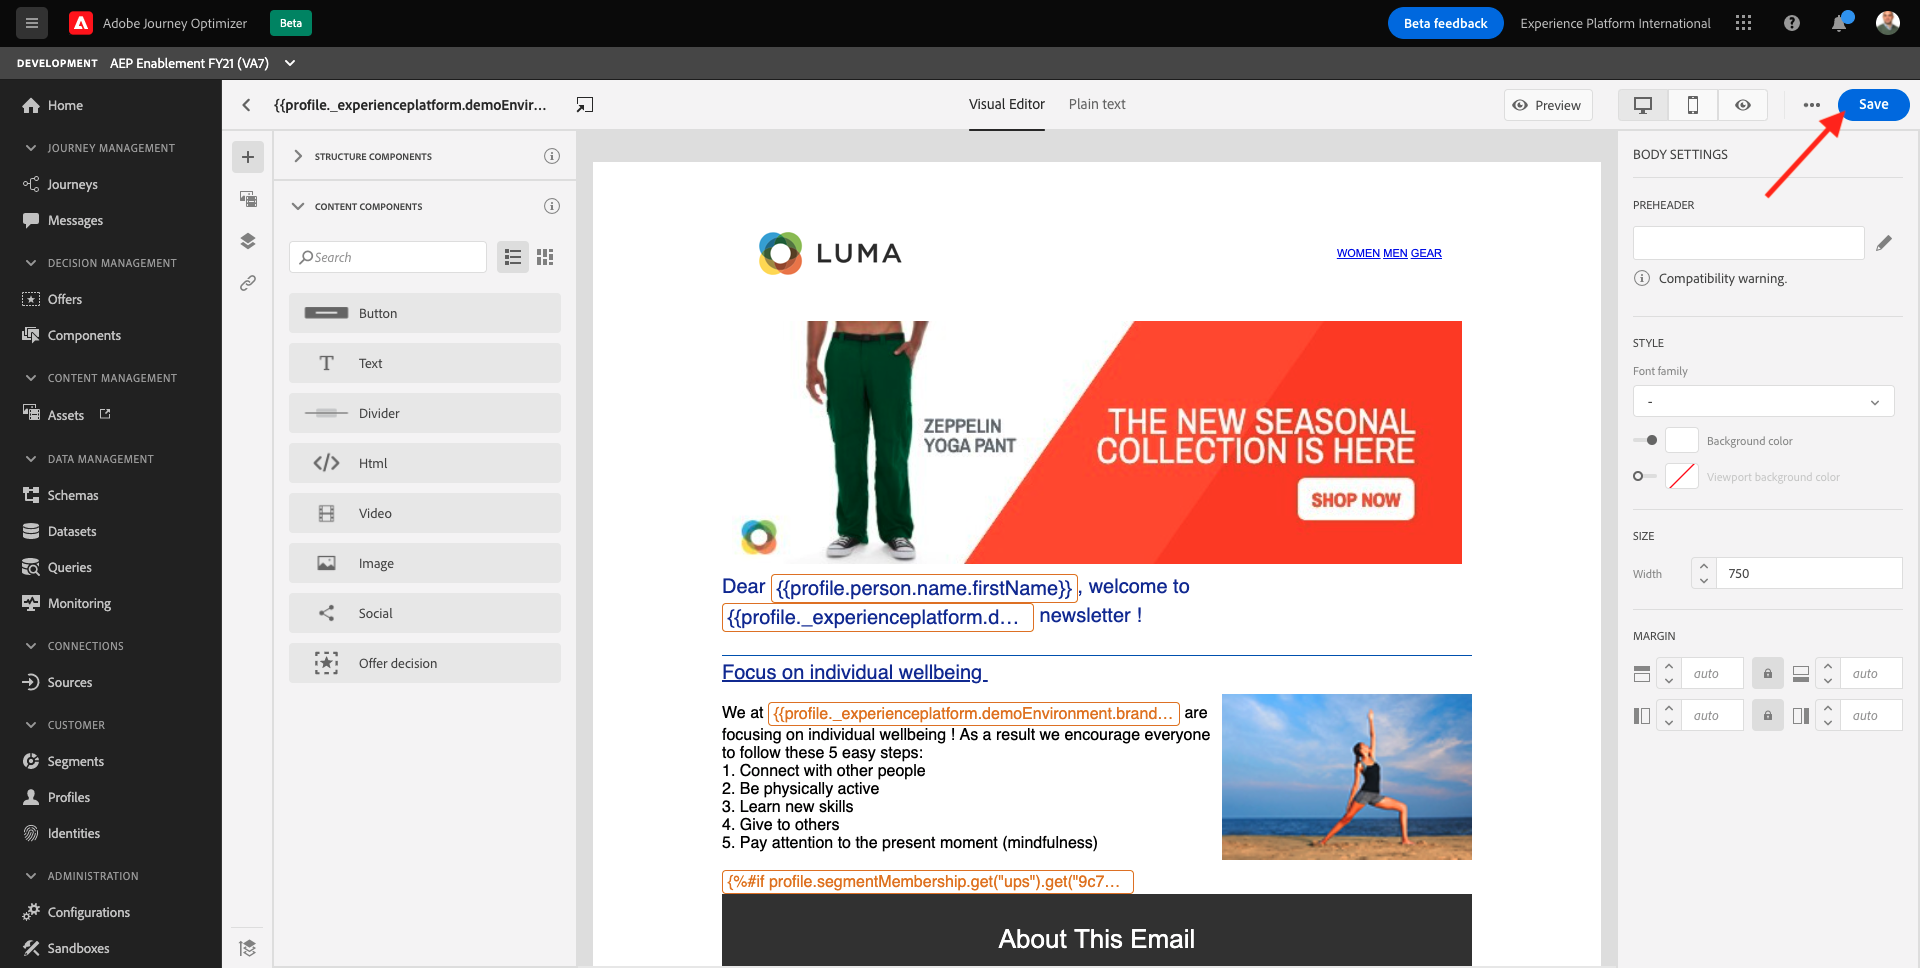 Adobe Journey Optimizer
Beta
Beta feedback
Experience Platform International
DEVELOPMENT AEP Enablement FY21 (VA7)
Home
JOURNEY MANAGEMENT
Journeys
Messages
DECISION MANAGEMENT
Offers
Components
CONTENT MANAGEMENT
Assets
DATA MANAGEMENT
Schemas
Datasets
Queries
Monitoring
CONNECTIONS
Sources
CUSTOMER
Segments
Profiles
Identities
ADMINISTRATION
Configurations
Sandboxes
{{profile._experienceplatform.demoEnvir...
Visual Editor
Plain text
Preview
Save
STRUCTURE COMPONENTS
CONTENT COMPONENTS
Search
Button
Text
Divider
Html
Video
Image
Social
Offer decision
LUMA
WOMEN MEN GEAR
ZEPPELIN
YOGA PANT
THE NEW SEASONAL
COLLECTION IS HERE
SHOP NOW
Dear {{profile.person.name.firstName}}, welcome to
{{profile._experienceplatform.d... newsletter !
Focus on individual wellbeing
We at {{profile._experienceplatform.demoEnvironment.brand... are
focusing on individual wellbeing ! As a result we encourage everyone
to follow these 5 easy steps:
1. Connect with other people
2. Be physically active
3. Learn new skills
4. Give to others
5. Pay attention to the present moment (mindfulness)
{%#if profile.segmentMembership.get("ups").get("9c7...
About This Email
BODY SETTINGS
PREHEADER
Compatibility warning.
STYLE
Font family
-
Background color
Viewport background color
SIZE
Width
750
MARGIN
auto
auto
auto
auto